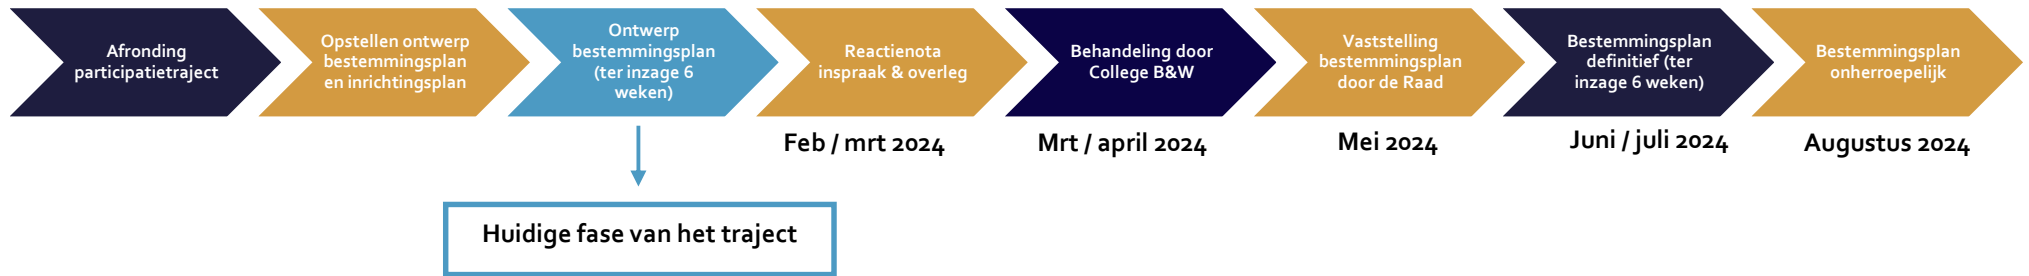 Afronding
participatietraject
Opstellen ontwerp
bestemmingsplan
en inrichtingsplan
Ontwerp
bestemmingsplan
(ter inzage 6
weken)
Reactienota
inspraak & overleg
Behandeling door
College B&W
Vaststelling
bestemmingsplan
door de Raad
Bestemmingsplan
definitief (ter
inzage 6 weken)
Bestemmingsplan
onherroepelijk
Feb / mrt 2024
Mrt / april 2024
Mei 2024
Juni / juli 2024
Augustus 2024
Huidige fase van het traject